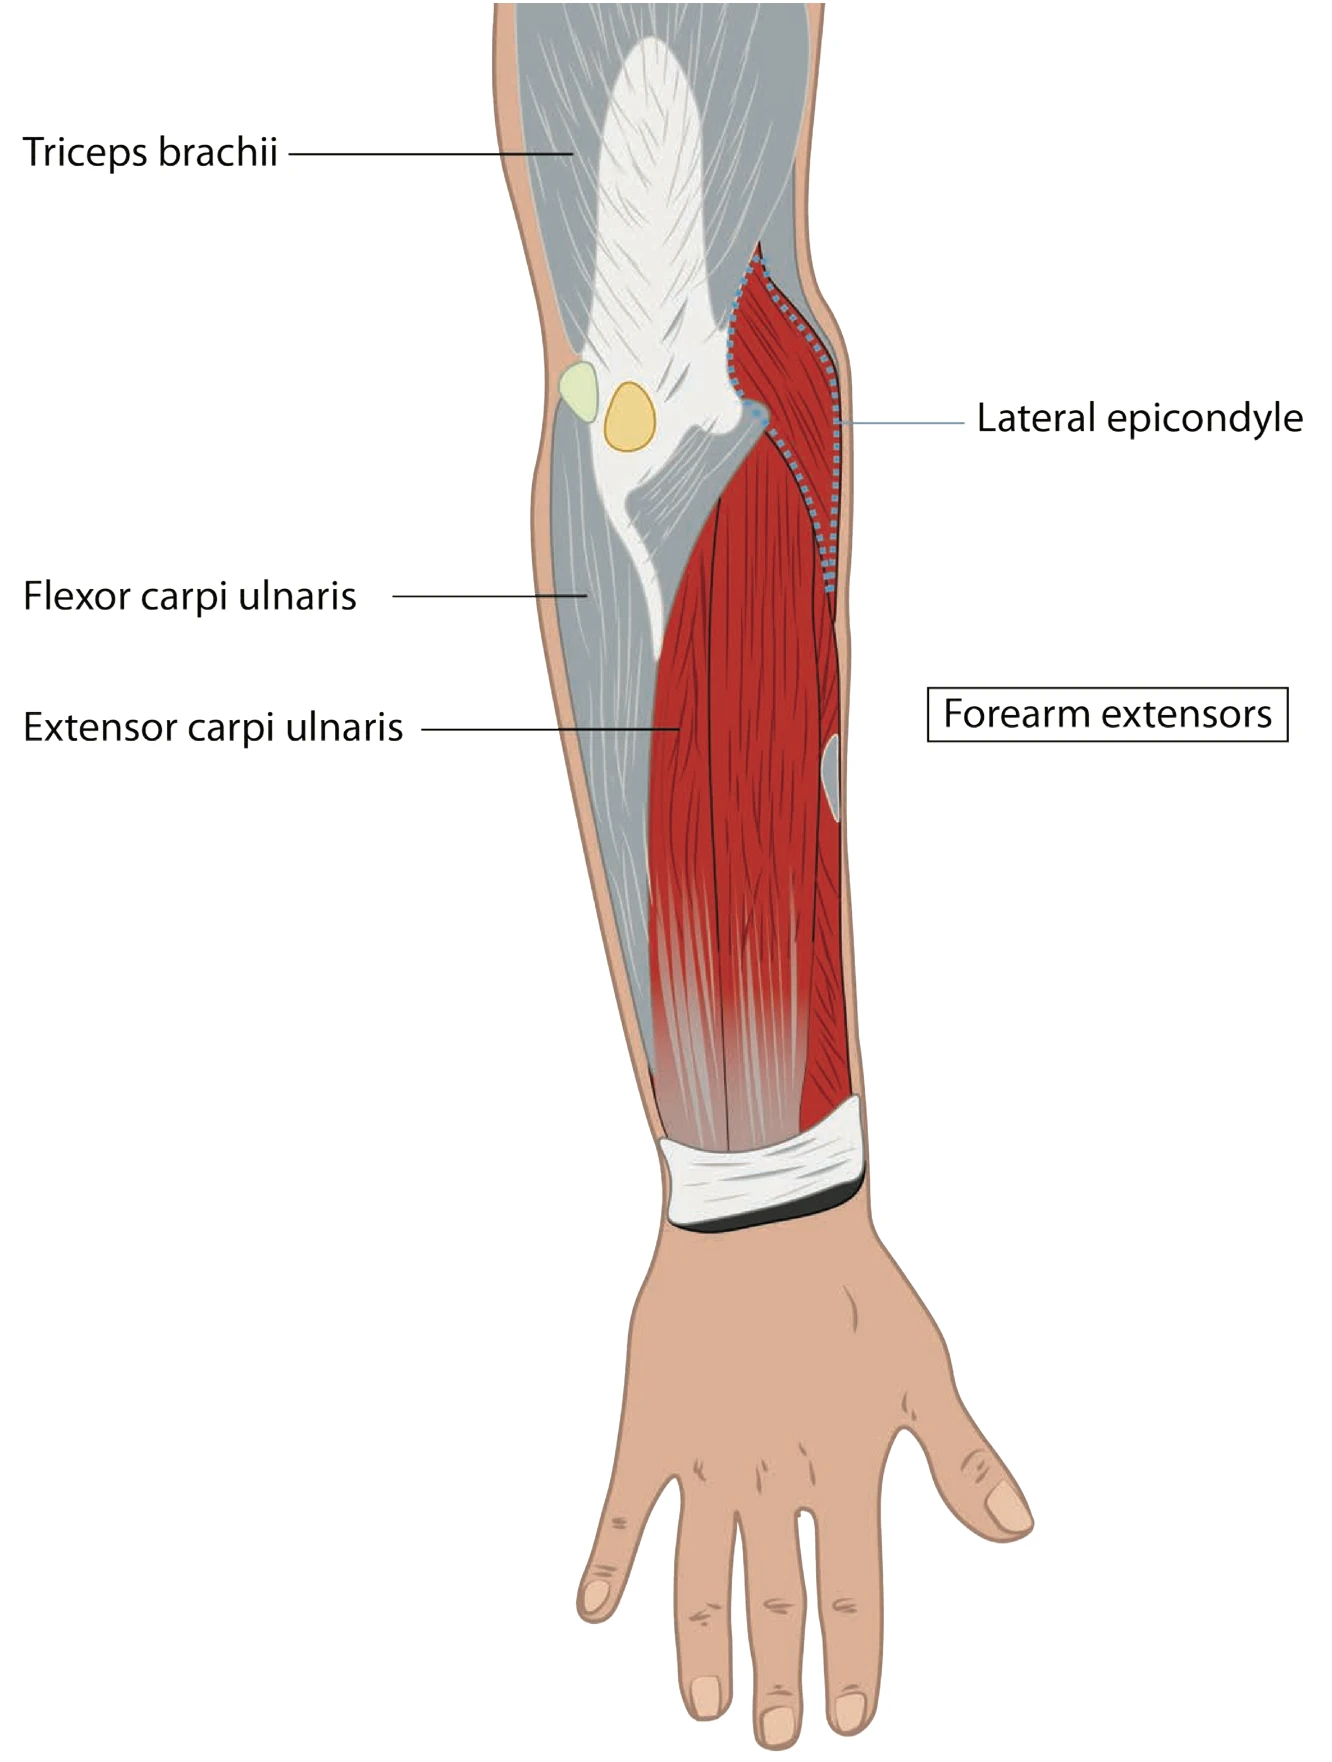 Triceps brachii
Lateral epicondyle
Flexor carpi ulnaris
Forearm extensors
Extensor carpi ulnaris